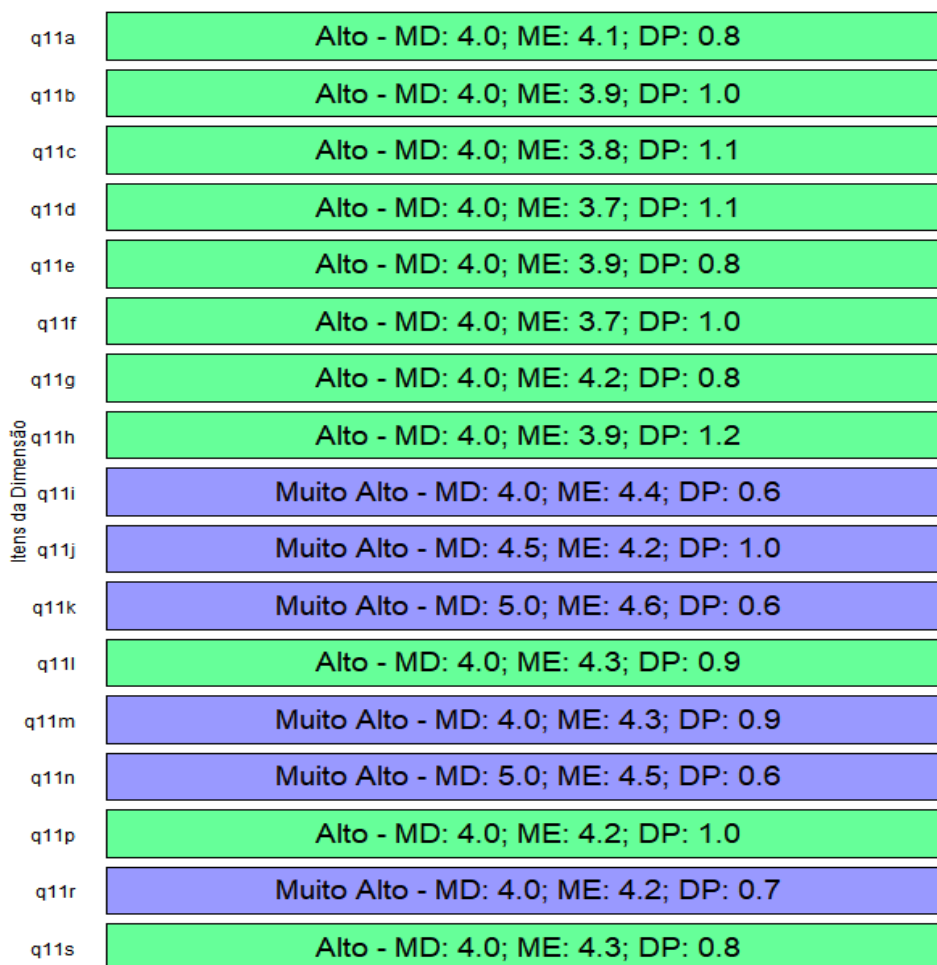 q11a Alto - MD: 4.0; ME: 4.1; DP: 0.8
q11b Alto - MD: 4.0; ME: 3.9; DP: 1.0
q11c Alto - MD: 4.0; ME: 3.8; DP: 1.1
q11d Alto - MD: 4.0; ME: 3.7; DP: 1.1
q11e Alto - MD: 4.0; ME: 3.9; DP: 0.8
q11f Alto - MD: 4.0; ME: 3.7; DP: 1.0
q11g Alto - MD: 4.0; ME: 4.2; DP: 0.8
q11h Alto - MD: 4.0; ME: 3.9; DP: 1.2
Itens da Dimensão
q11i Muito Alto - MD: 4.0; ME: 4.4; DP: 0.6
q11j Muito Alto - MD: 4.5; ME: 4.2; DP: 1.0
q11k Muito Alto - MD: 5.0; ME: 4.6; DP: 0.6
q11l Alto - MD: 4.0; ME: 4.3; DP: 0.9
q11m Muito Alto - MD: 4.0; ME: 4.3; DP: 0.9
q11n Muito Alto - MD: 5.0; ME: 4.5; DP: 0.6
q11p Alto - MD: 4.0; ME: 4.2; DP: 1.0
q11r Muito Alto - MD: 4.0; ME: 4.2; DP: 0.7
q11s Alto - MD: 4.0; ME: 4.3; DP: 0.8